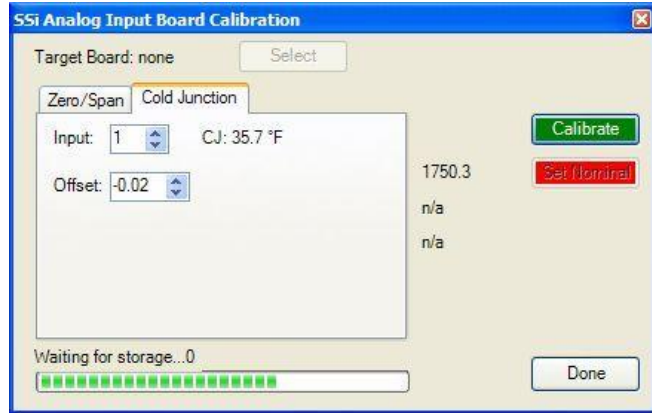 SSi Analog Input Board Calibration
Target Board: none Select
Zero/Span Cold Junction
Input: 1 CJ: 35.7 °F
Calibrate
Offset: -0.02
1750.3 Set Nominal
n/a
n/a
Waiting for storage...0
Done